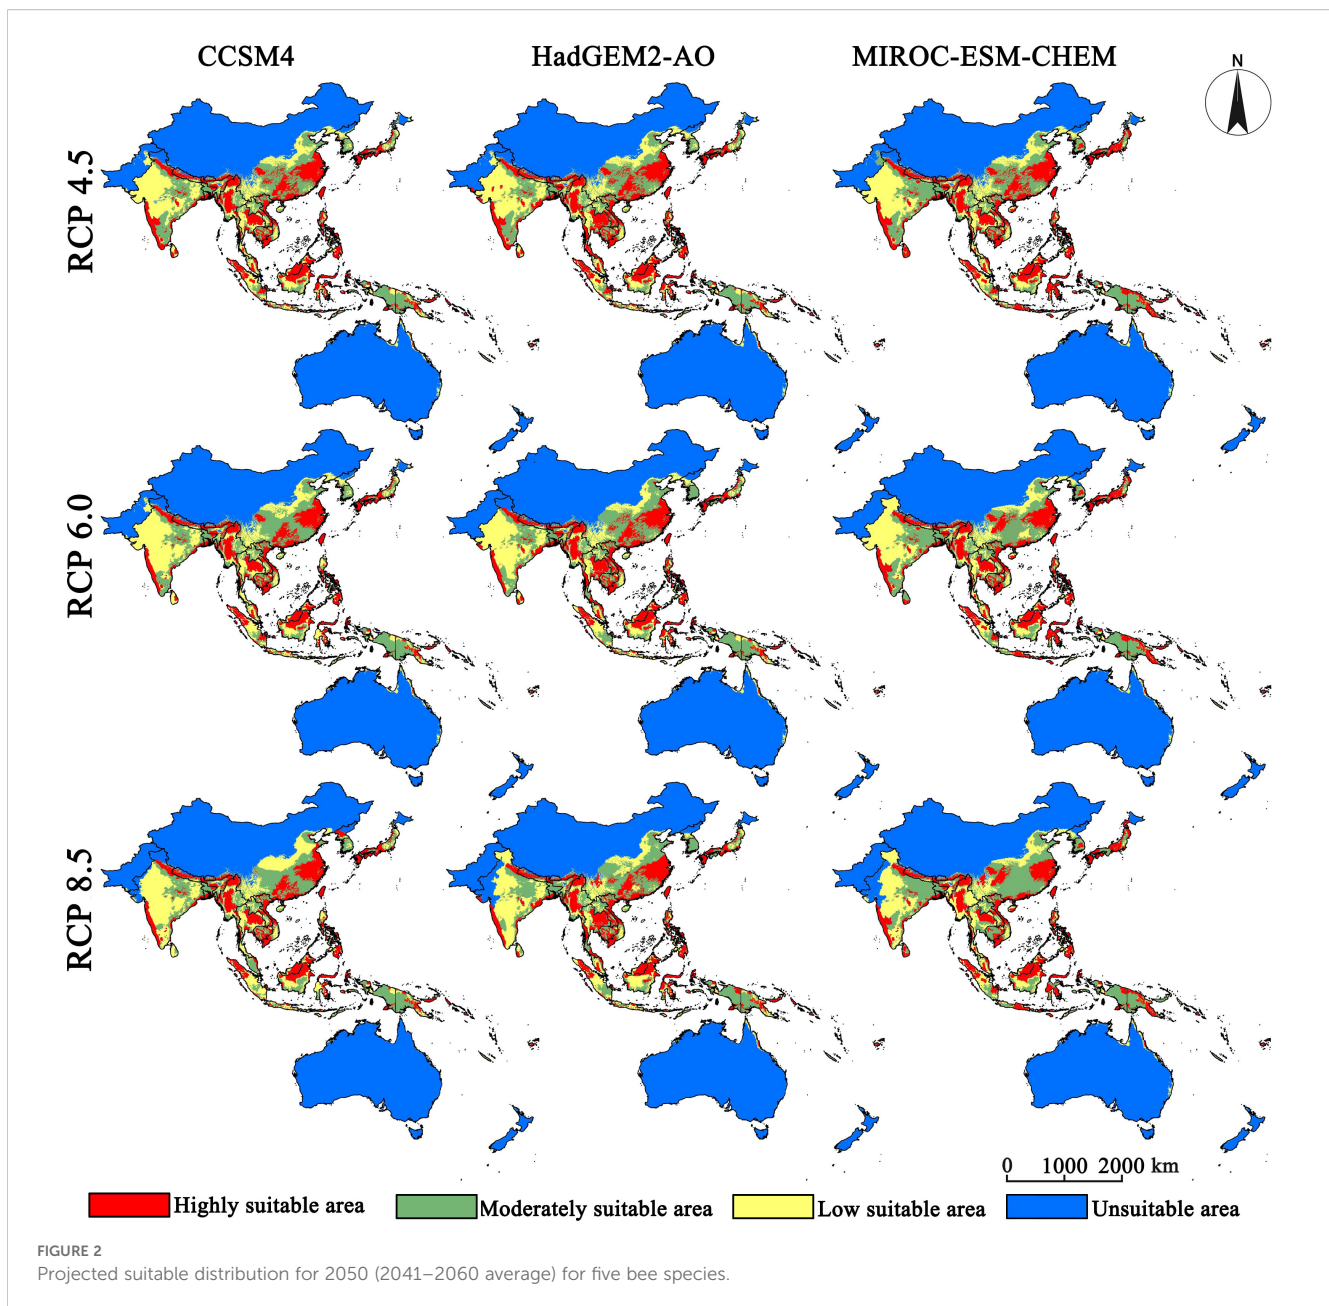 CCSM4
HadGEM2-AO
MIROC-ESM-CHEM
N
RCP 4.5
RCP 6.0
RCP 8.5
0 1000 2000 km
Highly suitable area
Moderately suitable area
Low suitable area
Unsuitable area
FIGURE 2
Projected suitable distribution for 2050 (2041–2060 average) for five bee species.